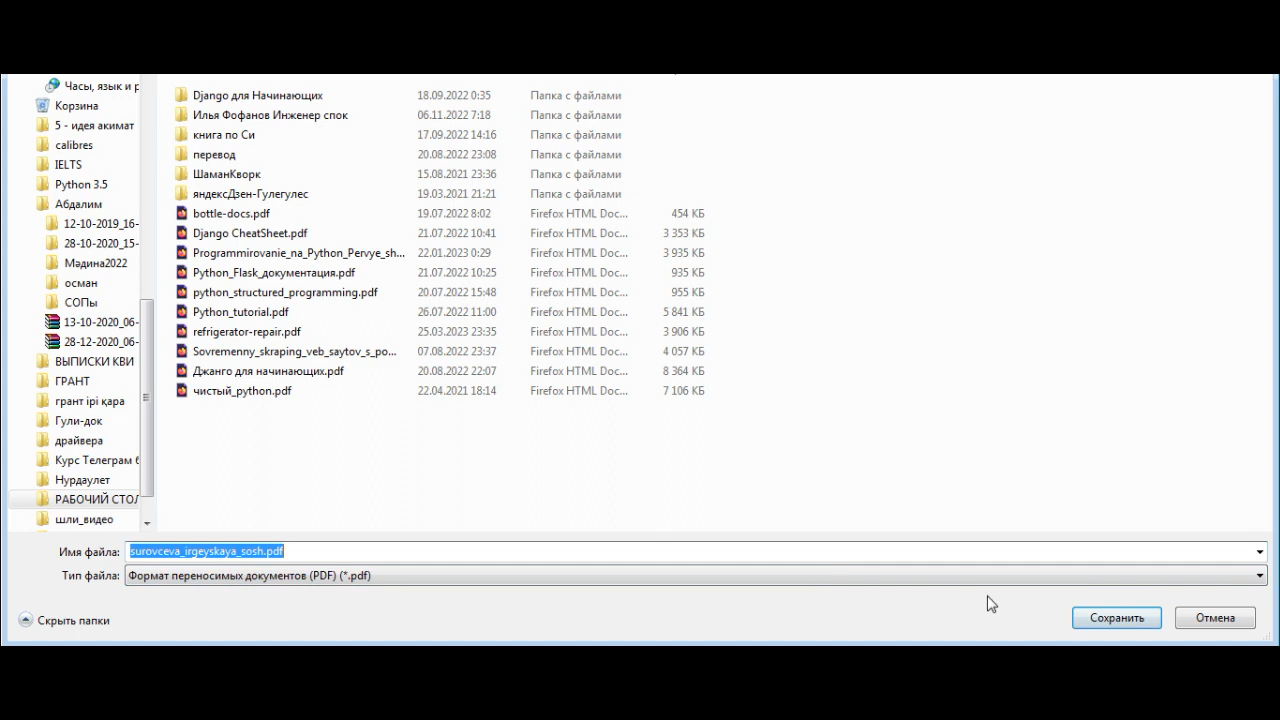 Часы, язык и р
Корзина
5 - идея акимат
calibres
IELTS
Python 3.5
Абдалим
12-10-2019_16-
28-10-2020_15-
Мәдина2022
осман
СОПы
13-10-2020_06-
28-12-2020_06-
ВЫПИСКИ КВИ
ГРАНТ
грант ірі қара
Гули-док
драйвера
Курс Телеграм б
Нурдаулет
РАБОЧИЙ СТОЛ
шли_видео
Django для Начинающих 18.09.2022 0:35 Папка с файлами
Илья Фофанов Инженер спок 06.11.2022 7:18 Папка с файлами
книга по Си 17.09.2022 14:16 Папка с файлами
перевод 20.08.2022 23:08 Папка с файлами
ШаманКворк 15.08.2021 23:36 Папка с файлами
яндексДзен-Гулегулес 19.03.2021 21:21 Папка с файлами
bottle-docs.pdf 19.07.2022 8:02 Firefox HTML Doc... 454 КБ
Django CheatSheet.pdf 21.07.2022 10:41 Firefox HTML Doc... 3 353 КБ
Programmirovanie_na_Python_Pervye_sh... 22.01.2023 0:29 Firefox HTML Doc... 3 935 КБ
Python_Flask_документация.pdf 21.07.2022 10:25 Firefox HTML Doc... 935 КБ
python_structured_programming.pdf 20.07.2022 15:48 Firefox HTML Doc... 955 КБ
Python_tutorial.pdf 26.07.2022 11:00 Firefox HTML Doc... 5 841 КБ
refrigerator-repair.pdf 25.03.2023 23:35 Firefox HTML Doc... 3 906 КБ
Sovremenny_skraping_veb_saytov_s_po... 07.08.2022 23:37 Firefox HTML Doc... 4 057 КБ
Джанго для начинающих.pdf 20.08.2022 22:07 Firefox HTML Doc... 8 364 КБ
чистый_python.pdf 22.04.2021 18:14 Firefox HTML Doc... 7 106 КБ
Имя файла: surovceva_irgeyskaya_sosh.pdf
Тип файла: Формат переносимых документов (PDF) (*.pdf)
Скрыть папки Сохранить Отмена